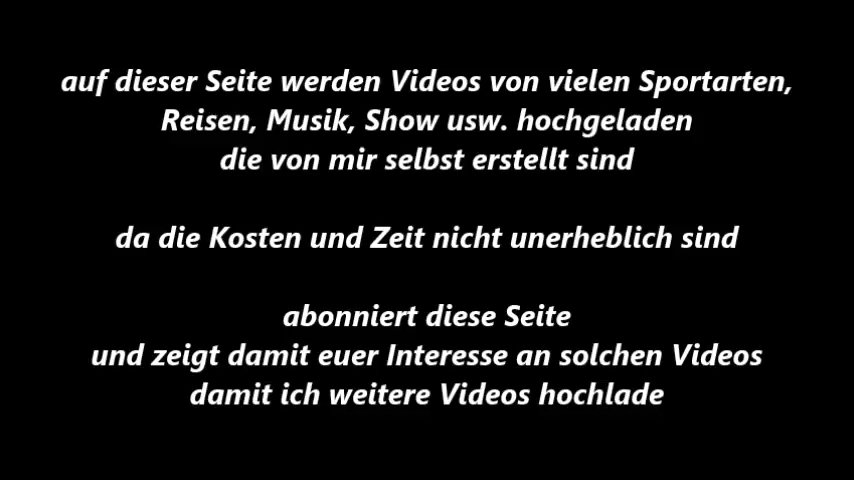 auf dieser Seite werden Videos von vielen Sportarten,
Reisen, Musik, Show usw. hochgeladen
die von mir selbst erstellt sind
da die Kosten und Zeit nicht unerheblich sind
abonniert diese Seite
und zeigt damit euer Interesse an solchen Videos
damit ich weitere Videos hochlade